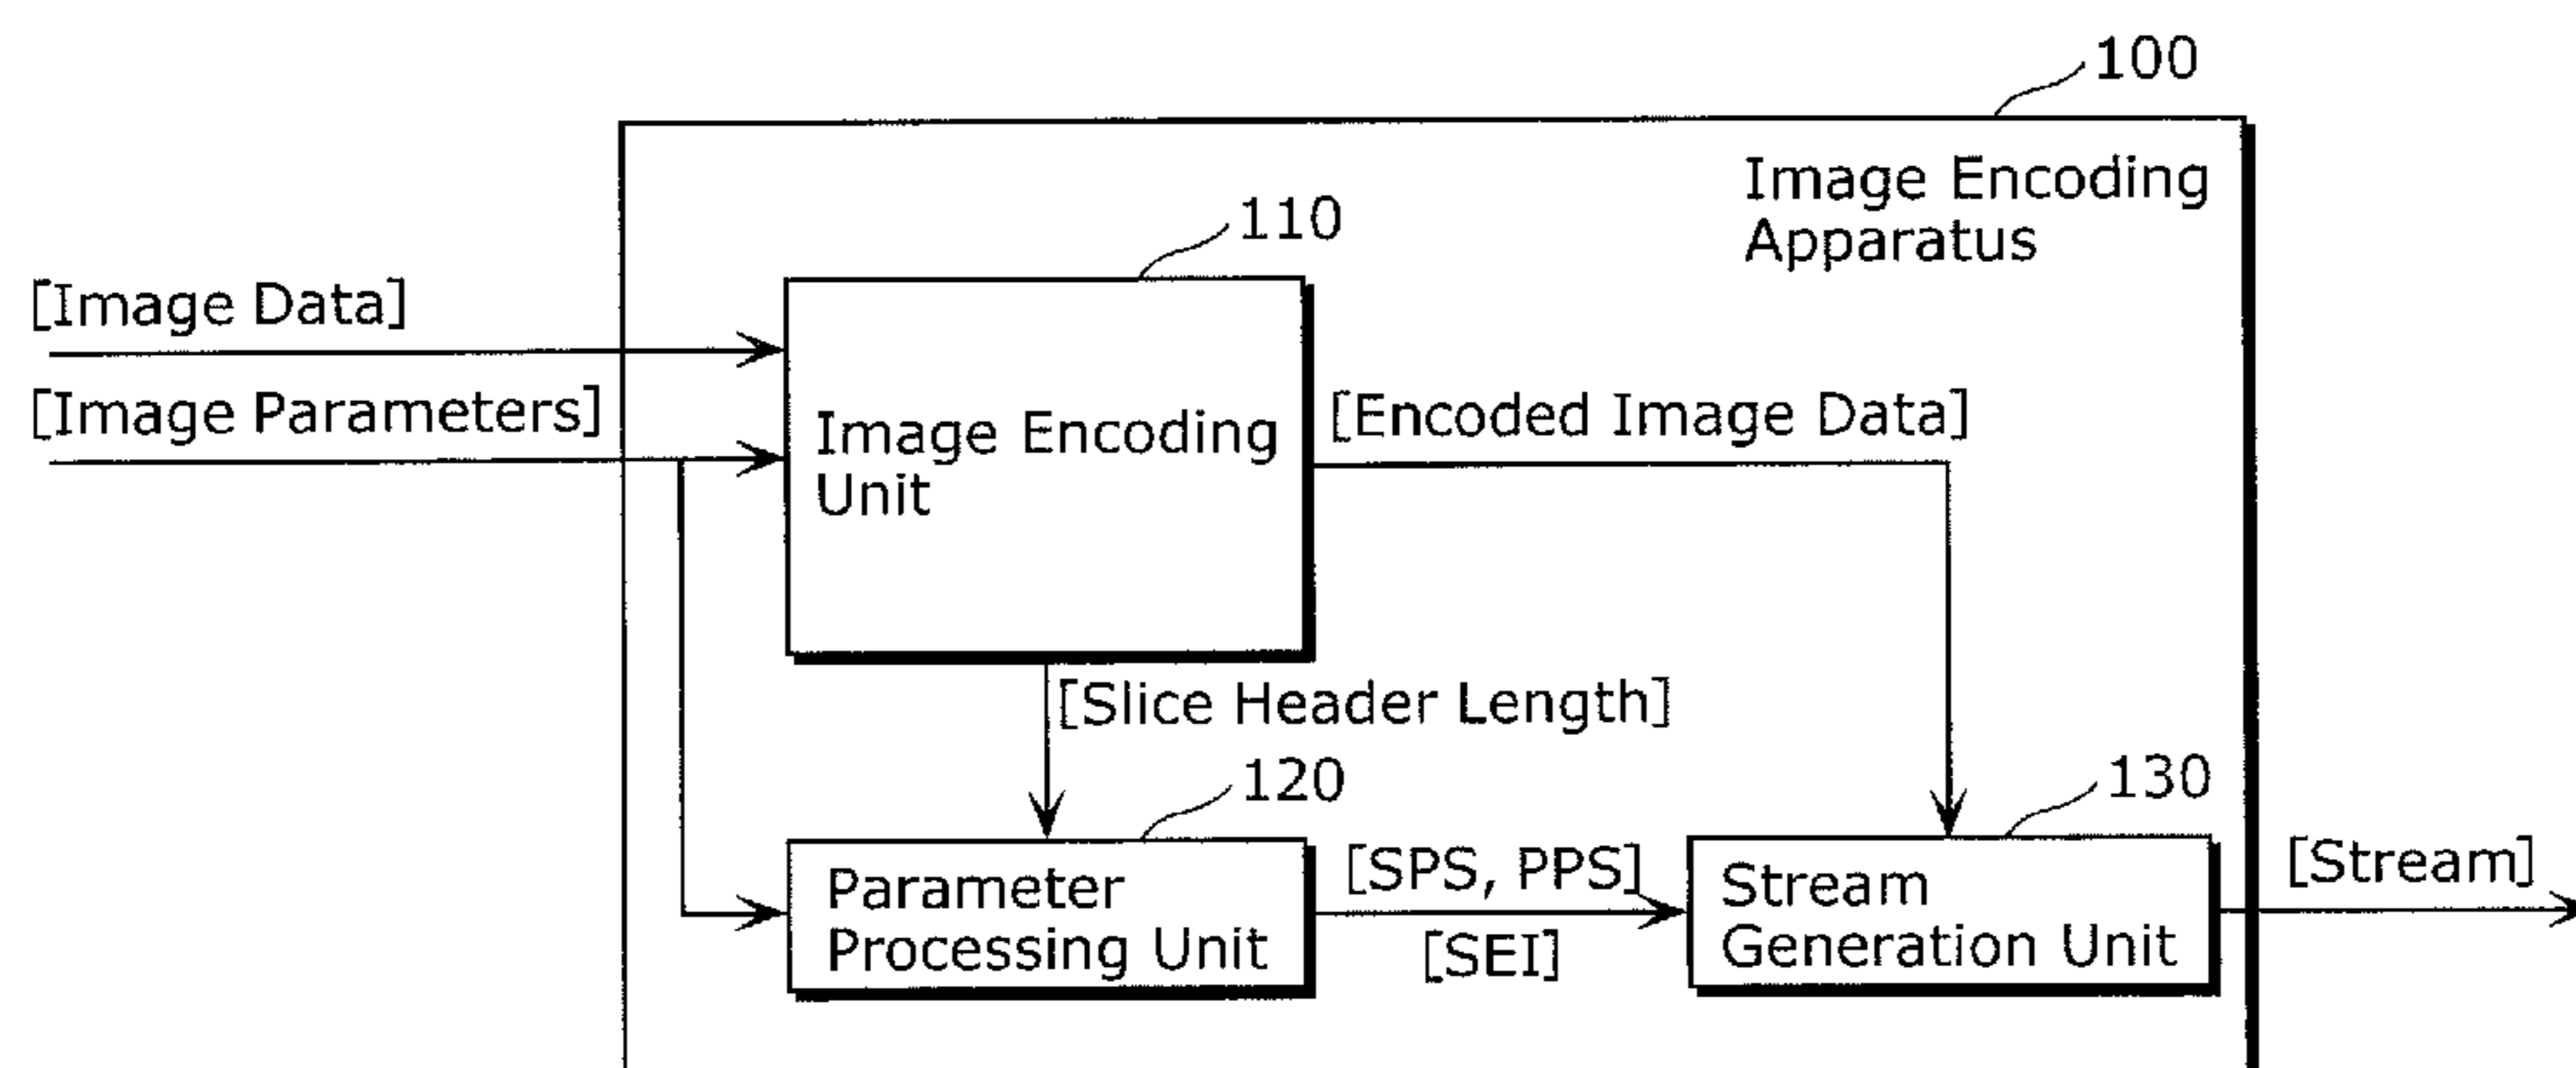 100
Image Encoding
Apparatus
110
[Image Data]
[Image Parameters]
Image Encoding
Unit
[Encoded Image Data]
[Slice Header Length]
120
130
Parameter
Processing Unit
[SPS, PPS]
[SEI]
Stream
Generation Unit
[Stream]